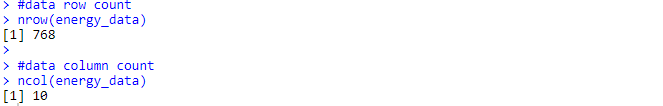 > #data row count
> nrow(energy_data)
[1] 768
>
> #data column count
> ncol(energy_data)
[1] 10